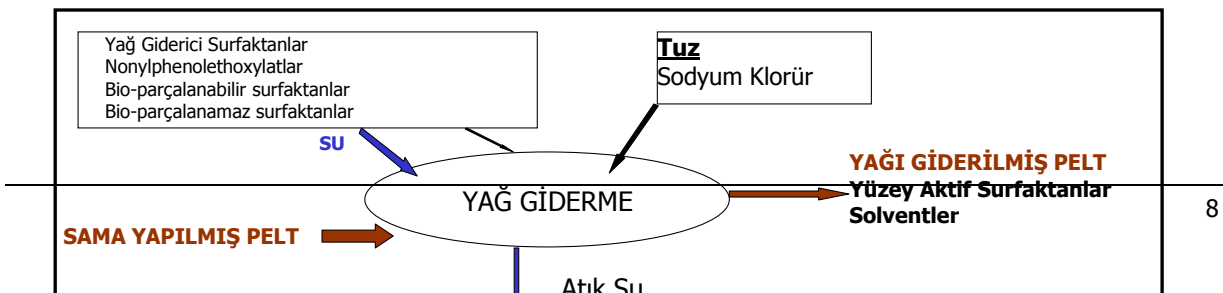 Yağ Giderici Surfaktanlar
Nonylphenolethoxylatlar
Bio-parçalanabilir surfaktanlar
Bio-parçalanamaz surfaktanlar
Tuz
Sodyum Klorür
SU
YAĞ GİDERME
YAĞI GİDERİLMİŞ PELT
Yüzey Aktif Surfaktanlar
Solventler
8
SAMA YAPILMIŞ PELT
Atık Su